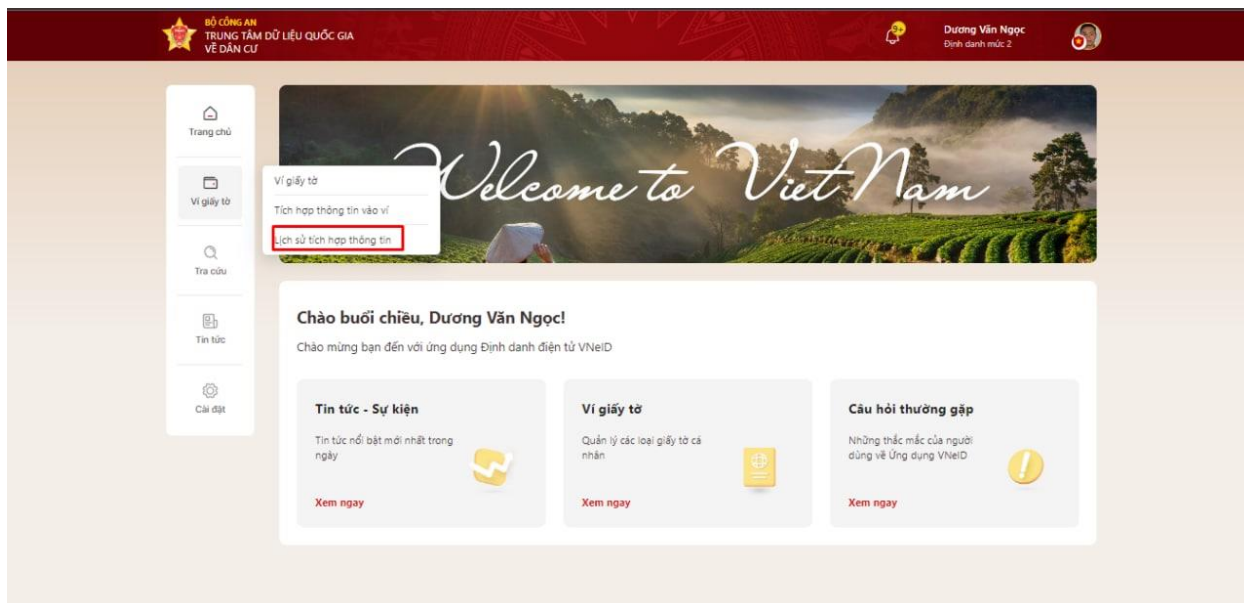 BỘ CÔNG AN
TRUNG TÂM DỮ LIỆU QUỐC GIA
VỀ DÂN CƯ
9+
Dương Văn Ngọc
Định danh mức 2
Trang chủ
Ví giấy tờ
Tra cứu
Tin tức
Cài đặt
Ví giấy tờ
Tích hợp thông tin vào ví
Lịch sử tích hợp thông tin
Welcome to Viet Nam
Chào buổi chiều, Dương Văn Ngọc!
Chào mừng bạn đến với ứng dụng Định danh điện tử VNeID
Tin tức - Sự kiện
Tin tức nổi bật mới nhất trong
ngày
Xem ngay
Ví giấy tờ
Quản lý các loại giấy tờ cá
nhân
Xem ngay
Câu hỏi thường gặp
Những thắc mắc của người
dùng về Ứng dụng VNeID
Xem ngay